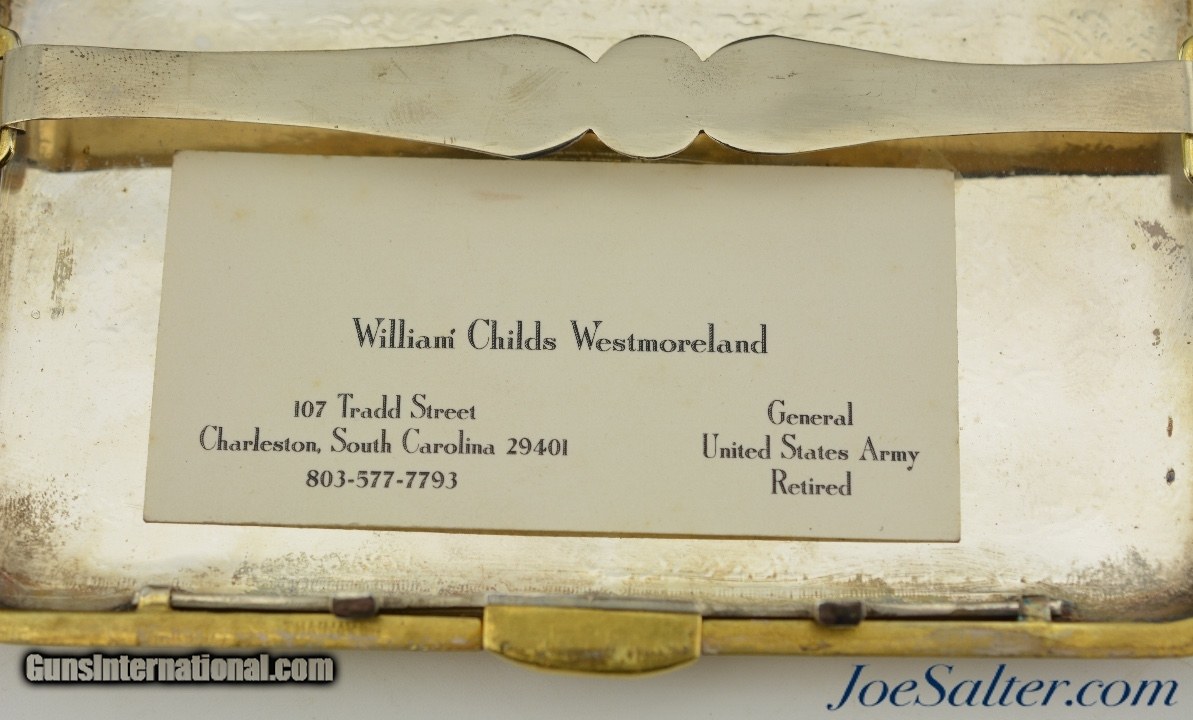 William Childs Westmoreland
107 Tradd Street
Charleston, South Carolina 29401
803-577-7793
General
United States Army
Retired
GunsInternational.com
JoeSalter.com